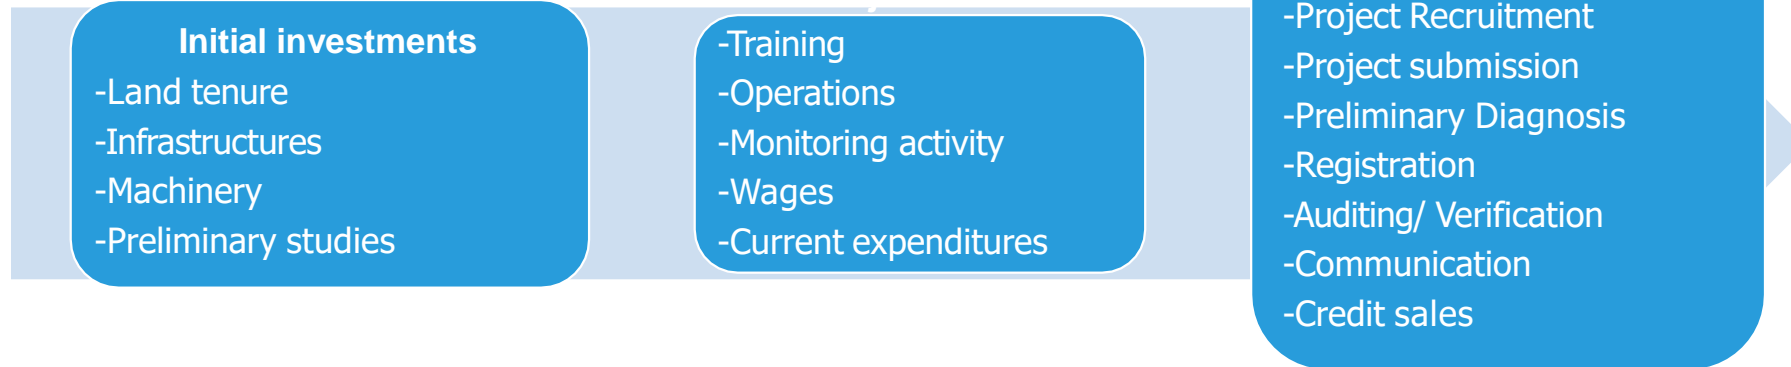 Initial investments
-Land tenure
-Infrastructures
-Machinery
-Preliminary studies
-Training
-Operations
-Monitoring activity
-Wages
-Current expenditures
-Project Recruitment
-Project submission
-Preliminary Diagnosis
-Registration
-Auditing/ Verification
-Communication
-Credit sales